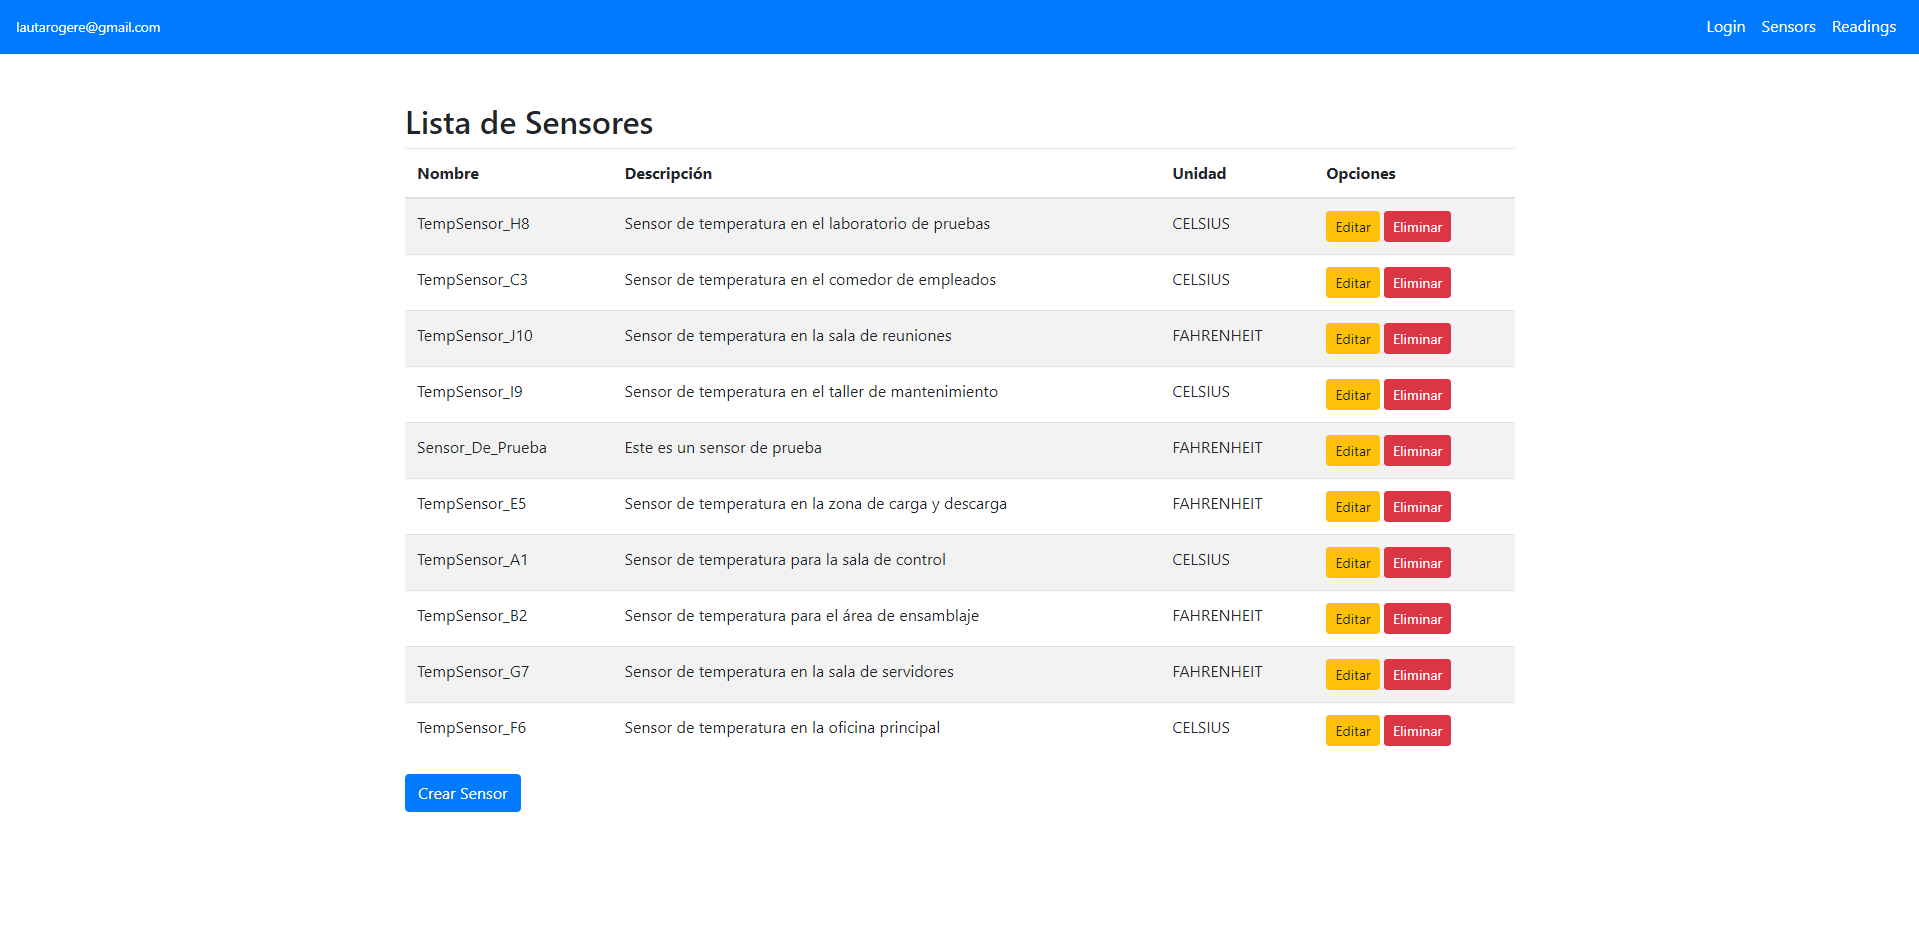 lautarogere@gmail.com Login Sensors Readings
Lista de Sensores
Nombre Descripción Unidad Opciones
TempSensor_H8 Sensor de temperatura en el laboratorio de pruebas CELSIUS Editar Eliminar
TempSensor_C3 Sensor de temperatura en el comedor de empleados CELSIUS Editar Eliminar
TempSensor_J10 Sensor de temperatura en la sala de reuniones FAHRENHEIT Editar Eliminar
TempSensor_I9 Sensor de temperatura en el taller de mantenimiento CELSIUS Editar Eliminar
Sensor_De_Prueba Este es un sensor de prueba FAHRENHEIT Editar Eliminar
TempSensor_E5 Sensor de temperatura en la zona de carga y descarga FAHRENHEIT Editar Eliminar
TempSensor_A1 Sensor de temperatura para la sala de control CELSIUS Editar Eliminar
TempSensor_B2 Sensor de temperatura para el área de ensamblaje FAHRENHEIT Editar Eliminar
TempSensor_G7 Sensor de temperatura en la sala de servidores FAHRENHEIT Editar Eliminar
TempSensor_F6 Sensor de temperatura en la oficina principal CELSIUS Editar Eliminar
Crear Sensor